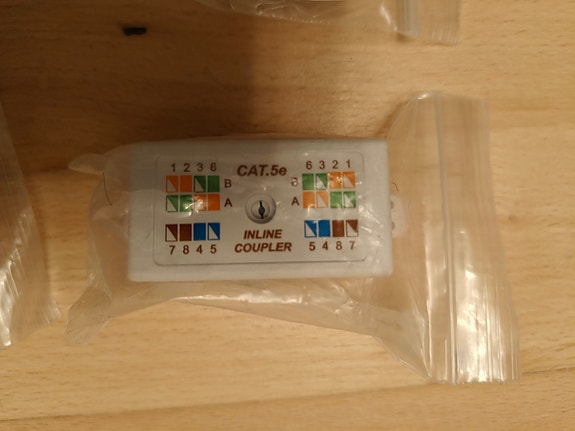 1 2 3 6 CAT.5e 6 3 2 1
B B
A A
INLINE
7 8 4 5 COUPLER 5 4 8 7